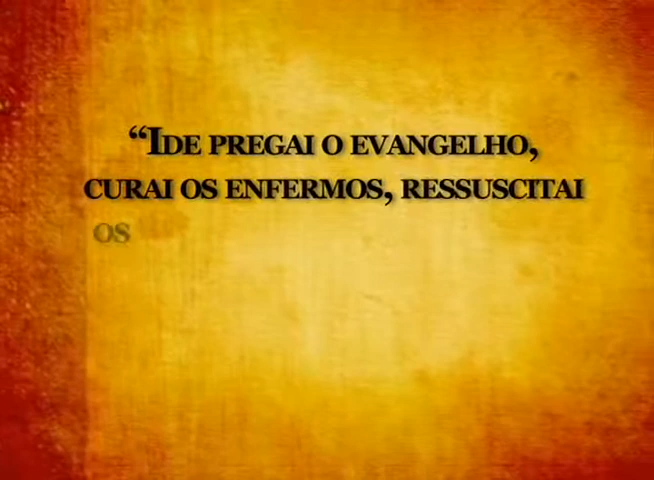 “IDE PREGAI O EVANGELHO,
CURAI OS ENFERMOS, RESSUSCITAI
OS